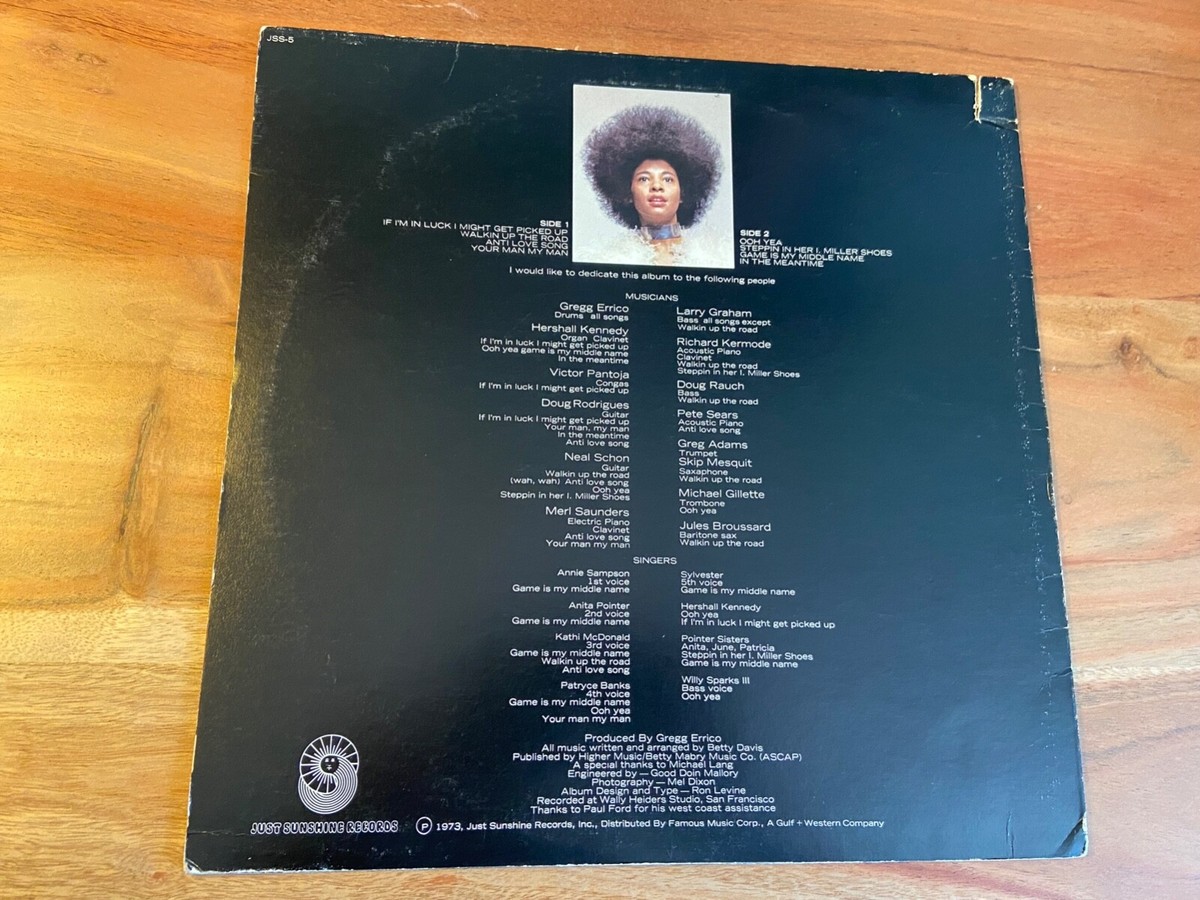 JSS-5
SIDE 1
IF I'M IN LUCK I MIGHT GET PICKED UP
WALKIN UP THE ROAD
ANTI LOVE SONG
YOUR MAN MY MAN
SIDE 2
OOH YEA
STEPPIN IN HER I. MILLER SHOES
GAME IS MY MIDDLE NAME
IN THE MEANTIME
I would like to dedicate this album to the following people
MUSICIANS
Gregg Errico
Drums all songs
Hershall Kennedy
Organ Clavinet
If I'm in luck I might get picked up
Ooh yea game is my middle name
In the meantime
Victor Pantoja
Congas
If I'm in luck I might get picked up
Doug Rodrigues
Guitar
If I'm in luck I might get picked up
Your man, my man
In the meantime
Anti love song
Neal Schon
Guitar
Walkin up the road
(wah, wah) Anti love song
Ooh yea
Steppin in her I. Miller Shoes
Merl Saunders
Electric Piano
Clavinet
Anti love song
Your man my man
Larry Graham
Bass all songs except
Walkin up the road
Richard Kermode
Acoustic Piano
Clavinet
Walkin up the road
Steppin in her I. Miller Shoes
Doug Rauch
Bass
Walkin up the road
Pete Sears
Acoustic Piano
Anti love song
Greg Adams
Trumpet
Skip Mesquit
Saxaphone
Walkin up the road
Michael Gillette
Trombone
Ooh yea
Jules Broussard
Baritone sax
Walkin up the road
SINGERS
Annie Sampson
1st voice
Game is my middle name
Anita Pointer
2nd voice
Game is my middle name
Kathi McDonald
3rd voice
Game is my middle name
Walkin up the road
Anti love song
Patryce Banks
4th voice
Game is my middle name
Ooh yea
Your man my man
Sylvester
5th voice
Game is my middle name
Hershall Kennedy
Ooh yea
If I'm in luck I might get picked up
Pointer Sisters
Anita, June, Patricia
Steppin in her I. Miller Shoes
Game is my middle name
Willy Sparks III
Bass voice
Ooh yea
Produced By Gregg Errico
All music written and arranged by Betty Davis
Published by Higher Music/Betty Mabry Music Co. (ASCAP)
A special thanks to Michael Lang
Engineered by — Good Doin Mallory
Photography — Mel Dixon
Album Design and Type — Ron Levine
Recorded at Wally Heiders Studio, San Francisco
Thanks to Paul Ford for his west coast assistance
JUST SUNSHINE RECORDS
℗ 1973, Just Sunshine Records, Inc., Distributed By Famous Music Corp., A Gulf + Western Company